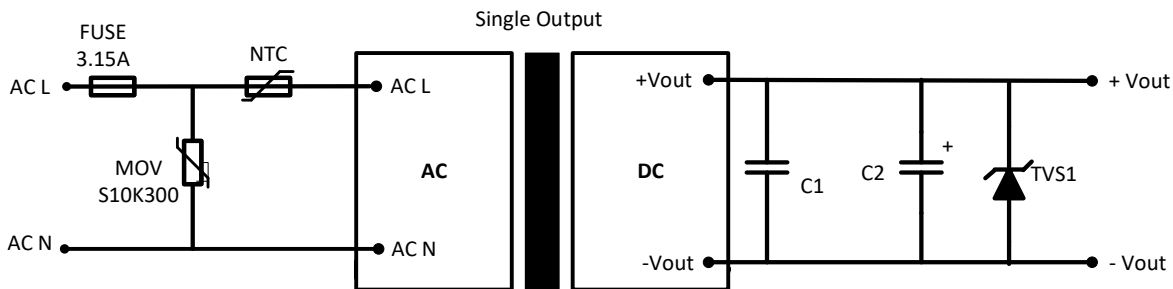 Single Output
FUSE
3.15A
NTC
AC L
AC L
+Vout
+ Vout
MOV
S10K300
AC
DC
C1
C2
+
TVS1
AC N
AC N
-Vout
- Vout